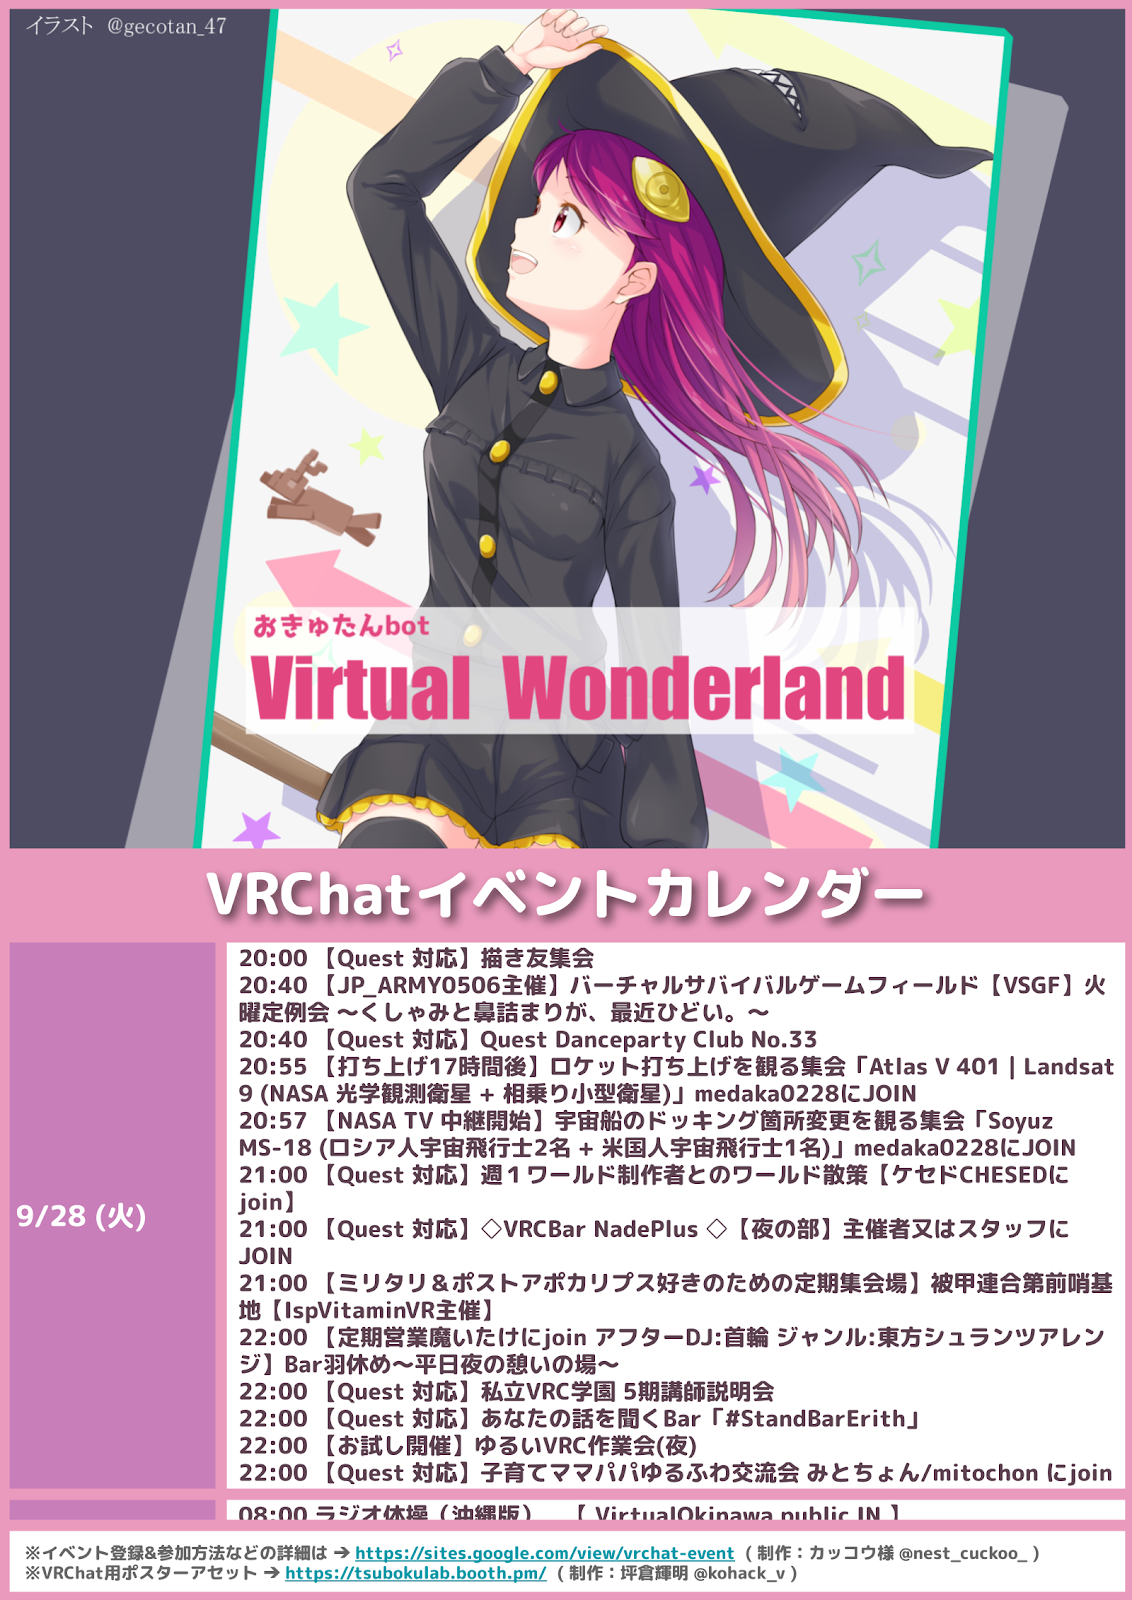 イラスト @gecotan_47
おきゅたんbot
Virtual Wonderland
VRChatイベントカレンダー
9/28 (火)
20:00 【Quest 対応】描き友集会
20:40 【JP_ARMY0506主催】バーチャルサバイバルゲームフィールド【VSGF】火
曜定例会 ～くしゃみと鼻詰まりが、最近ひどい。～
20:40 【Quest 対応】Quest Danceparty Club No.33
20:55 【打ち上げ17時間後】ロケット打ち上げを観る集会「Atlas V 401 | Landsat
9 (NASA 光学観測衛星 + 相乗り小型衛星)」medaka0228にJOIN
20:57 【NASA TV 中継開始】宇宙船のドッキング箇所変更を観る集会「Soyuz
MS-18 (ロシア人宇宙飛行士2名 + 米国人宇宙飛行士1名)」medaka0228にJOIN
21:00 【Quest 対応】週１ワールド制作者とのワールド散策【ケセドCHESEDに
join】
21:00 【Quest 対応】◇VRCBar NadePlus ◇【夜の部】主催者又はスタッフに
JOIN
21:00 【ミリタリ＆ポストアポカリプス好きのための定期集会場】被甲連合第前哨基
地【IspVitaminVR主催】
22:00 【定期営業魔いたけにjoin アフターDJ:首輪 ジャンル:東方シュランツアレン
ジ】Bar羽休め～平日夜の憩いの場～
22:00 【Quest 対応】私立VRC学園 5期講師説明会
22:00 【Quest 対応】あなたの話を聞くBar「#StandBarErith」
22:00 【お試し開催】ゆるいVRC作業会(夜)
22:00 【Quest 対応】子育てママパパゆるふわ交流会 みとちょん/mitochon にjoin
08:00 ラジオ体操（沖縄版） 【 VirtualOkinawa public IN 】
※イベント登録&参加方法などの詳細は ➔ https://sites.google.com/view/vrchat-event ( 制作：カッコウ様 @nest_cuckoo_ )
※VRChat用ポスターアセット ➔ https://tsubokulab.booth.pm/ ( 制作：坪倉輝明 @kohack_v )